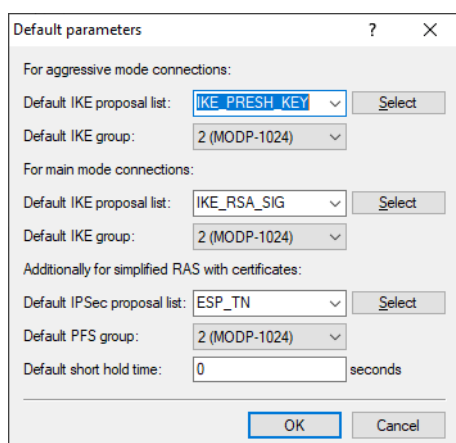 Default parameters ? ×
For aggressive mode connections:
Default IKE proposal list: IKE_PRESH_KEY Select
Default IKE group: 2 (MODP-1024)
For main mode connections:
Default IKE proposal list: IKE_RSA_SIG Select
Default IKE group: 2 (MODP-1024)
Additionally for simplified RAS with certificates:
Default IPSec proposal list: ESP_TN Select
Default PFS group: 2 (MODP-1024)
Default short hold time: 0 seconds
OK Cancel